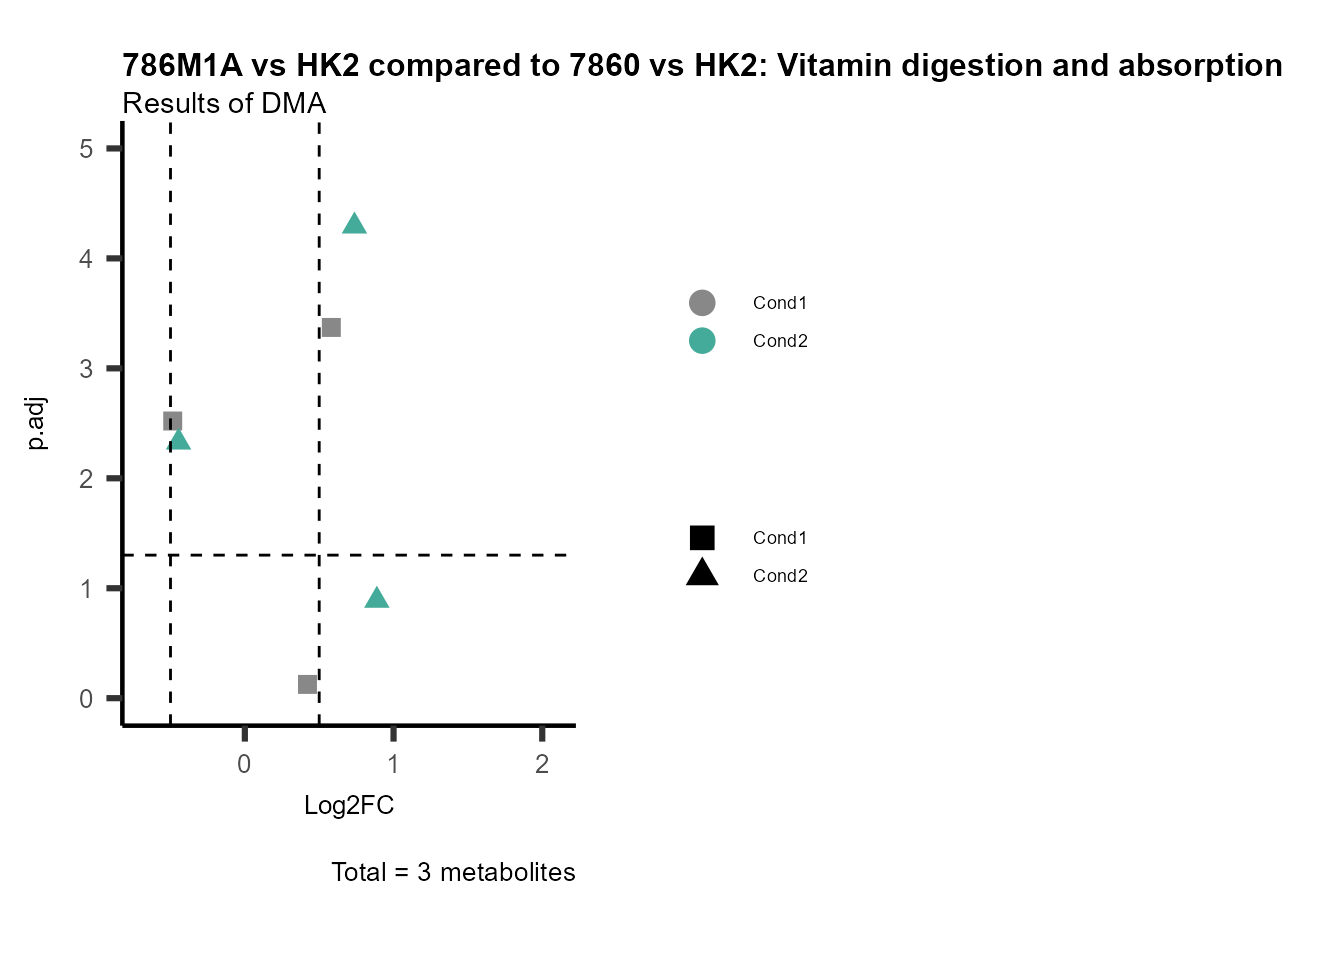 786M1A vs HK2 compared to 7860 vs HK2: Vitamin digestion and absorption
Results of DMA
5
4
3
2
1
0
p.adj
0 1 2
Log2FC
Total = 3 metabolites
Cond1
Cond2
Cond1
Cond2